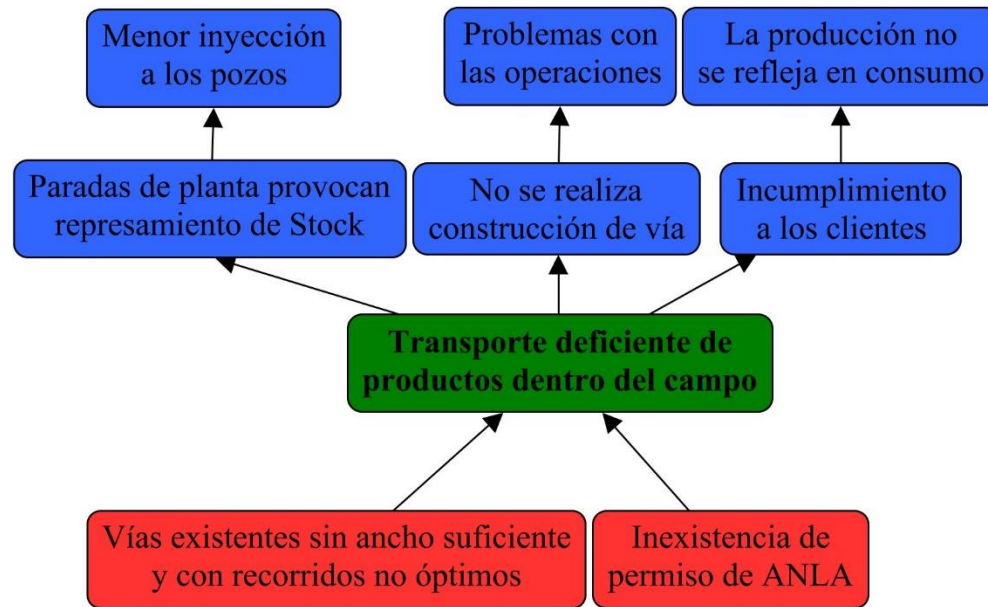 Menor inyección
a los pozos
Problemas con
las operaciones
La producción no
se refleja en consumo
Paradas de planta provocan
represamiento de Stock
No se realiza
construcción de vía
Incumplimiento
a los clientes
Transporte deficiente de
productos dentro del campo
Vías existentes sin ancho suficiente
y con recorridos no óptimos
Inexistencia de
permiso de ANLA